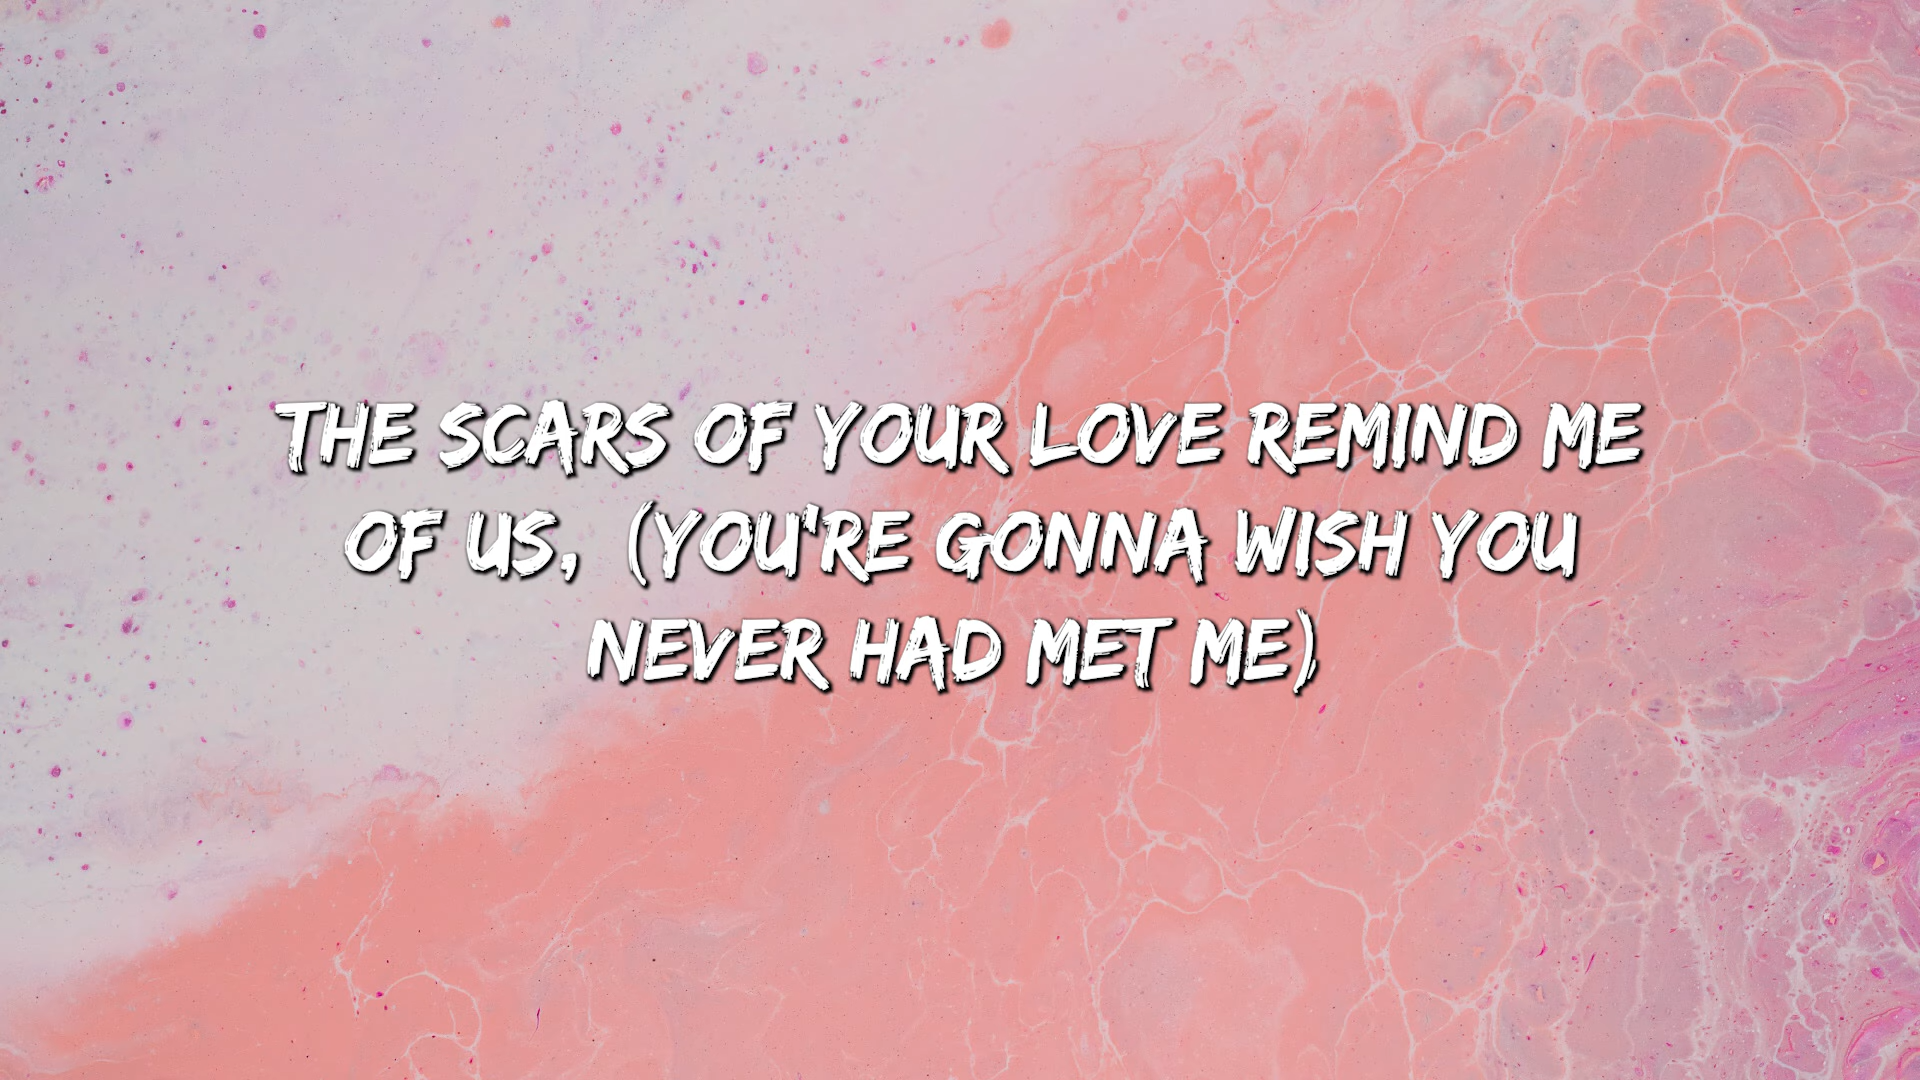 THE SCARS OF YOUR LOVE REMIND ME
OF US, (YOU'RE GONNA WISH YOU
NEVER HAD MET ME)